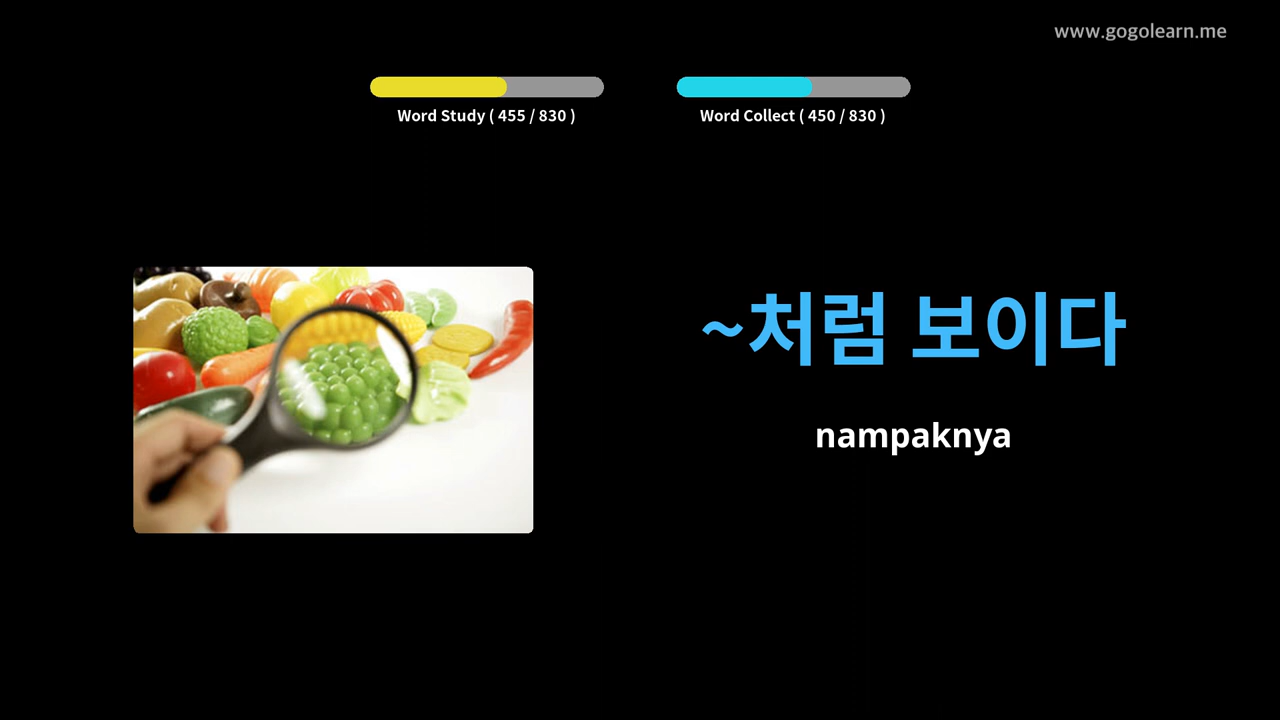 www.gogolearn.me
Word Study ( 455 / 830 )
Word Collect ( 450 / 830 )
~처럼 보이다
nampaknya